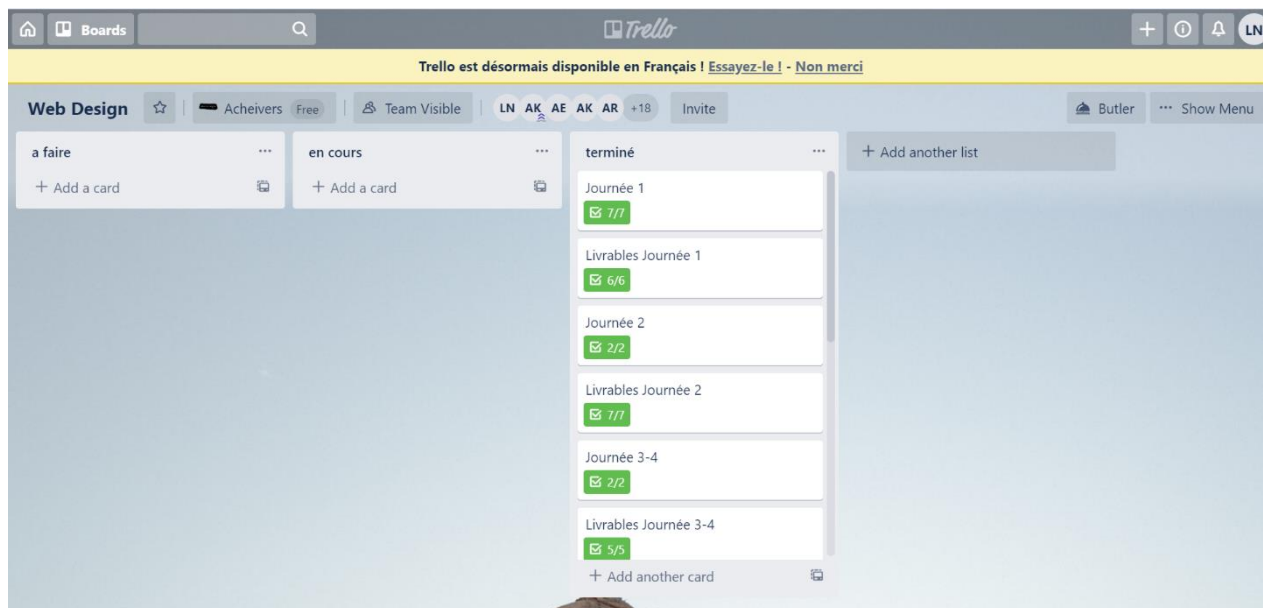 Boards
Trello
LN
Trello est désormais disponible en Français ! Essayez-le ! - Non merci
Web Design
Acheivers Free
Team Visible
LN AK AE AK AR +18
Invite
Butler
Show Menu
a faire
+ Add a card
en cours
+ Add a card
terminé
Journée 1
7/7
Livrables Journée 1
6/6
Journée 2
2/2
Livrables Journée 2
7/7
Journée 3-4
2/2
Livrables Journée 3-4
5/5
+ Add another card
+ Add another list